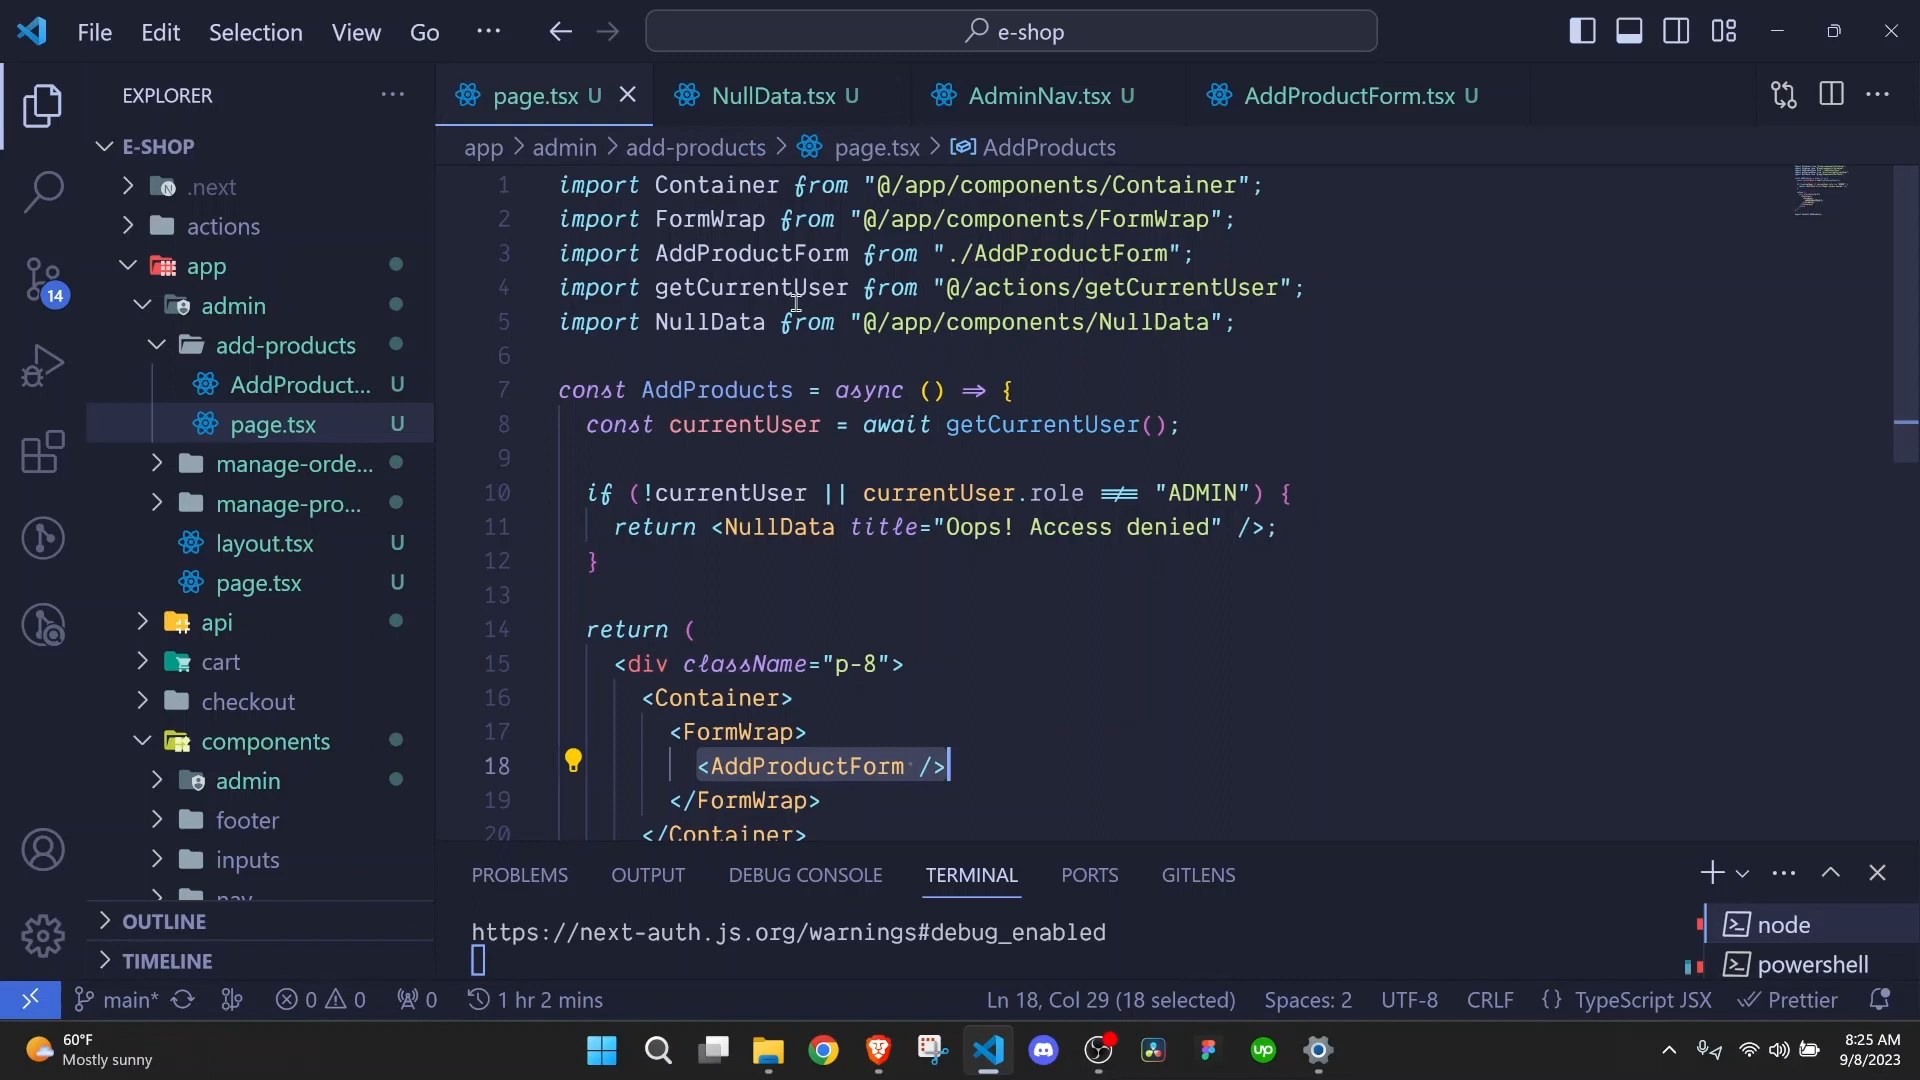 File Edit Selection View Go ··· e-shop
EXPLORER ···
E-SHOP
.next
actions
app
admin
add-products
AddProduct... U
page.tsx U
manage-orde...
manage-pro...
layout.tsx U
page.tsx U
api
cart
checkout
components
admin
footer
inputs
OUTLINE
TIMELINE
14
page.tsx U NullData.tsx U AdminNav.tsx U AddProductForm.tsx U
app > admin > add-products > page.tsx > AddProducts
1 import Container from "@/app/components/Container";
2 import FormWrap from "@/app/components/FormWrap";
3 import AddProductForm from "./AddProductForm";
4 import getCurrentUser from "@/actions/getCurrentUser";
5 import NullData from "@/app/components/NullData";
6
7 const AddProducts = async () => {
8 const currentUser = await getCurrentUser();
9
10 if (!currentUser || currentUser.role !== "ADMIN") {
11 return <NullData title="Oops! Access denied" />;
12 }
13
14 return (
15 <div className="p-8">
16 <Container>
17 <FormWrap>
18 <AddProductForm />
19 </FormWrap>
20 </Container>
PROBLEMS OUTPUT DEBUG CONSOLE TERMINAL PORTS GITLENS
https://next-auth.js.org/warnings#debug_enabled
node
powershell
main* 0 0 0 1 hr 2 mins Ln 18, Col 29 (18 selected) Spaces: 2 UTF-8 CRLF {} TypeScript JSX Prettier
60°F
Mostly sunny
up
8:25 AM
9/8/2023